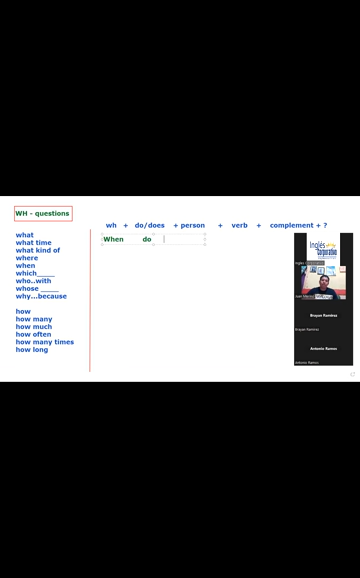 WH - questions
wh + do/does + person + verb + complement + ?
When do
what
what time
what kind of
where
when
which____
who..with
whose ____
why...because
how
how many
how much
how often
how many times
how long
Inglés
Corporativo
Brayan Ramirez
Brayan Ramirez
Antonio Ramos
Antonio Ramos